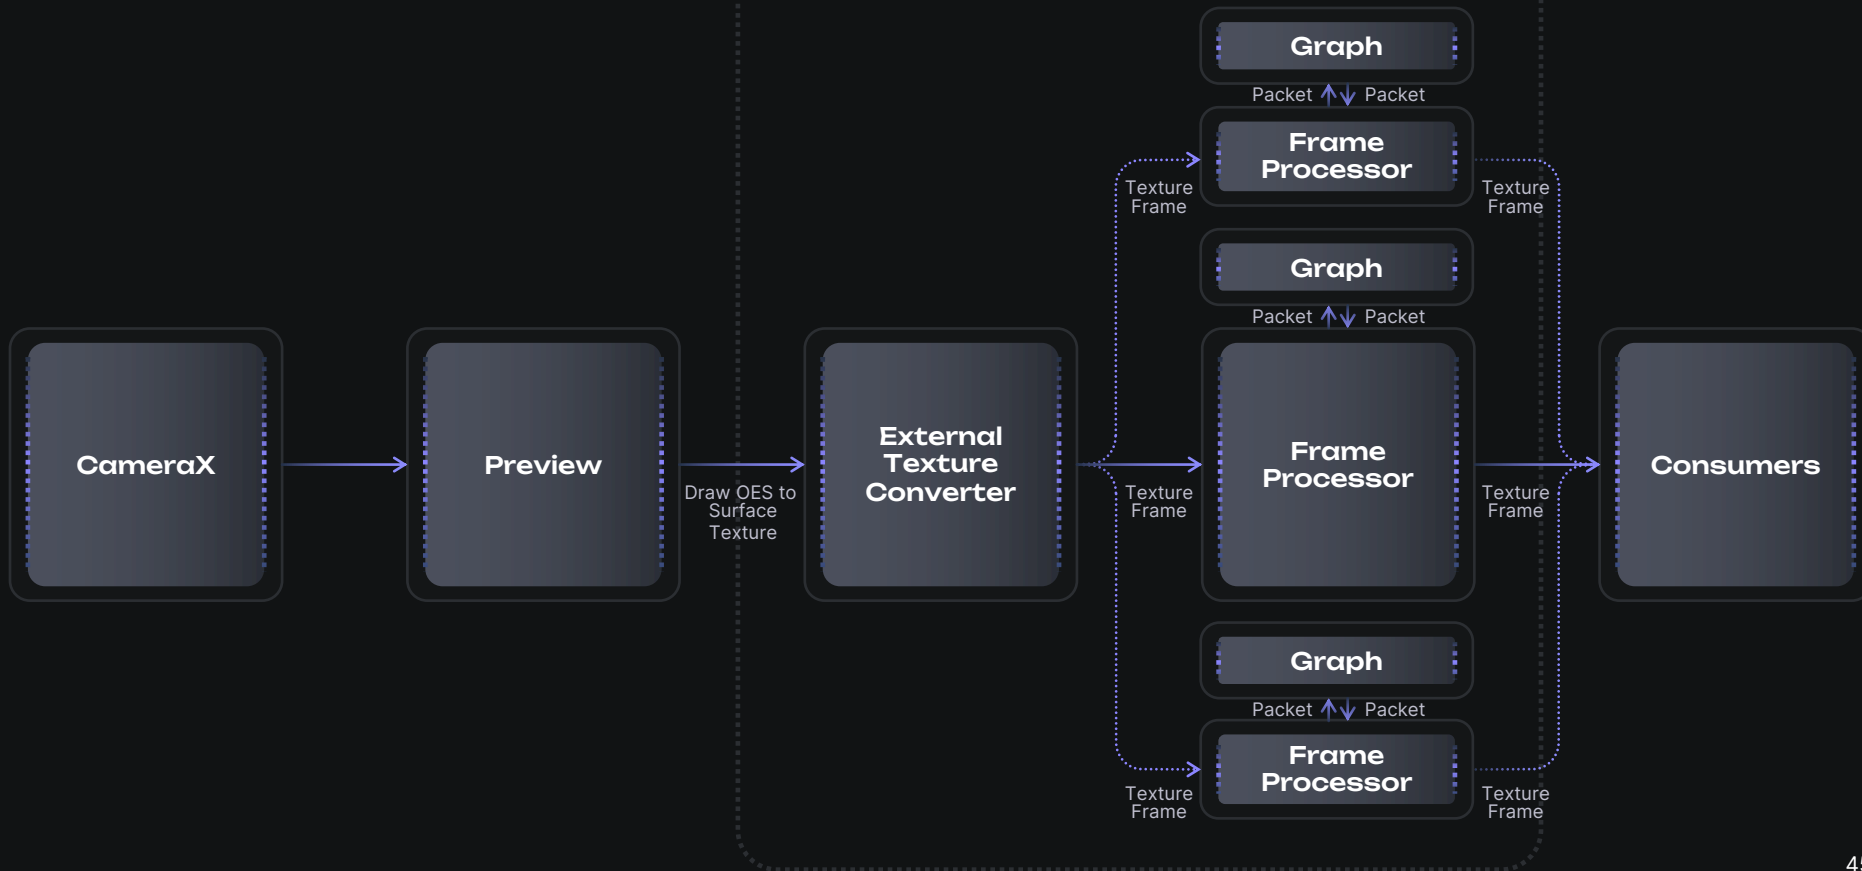 Graph
Packet
Packet
Frame
Processor
Texture
Frame
Texture
Frame
Graph
Packet
Packet
CameraX
Preview
Draw OES to
Surface
Texture
External
Texture
Converter
Texture
Frame
Frame
Processor
Texture
Frame
Consumers
Graph
Packet
Packet
Frame
Processor
Texture
Frame
Texture
Frame